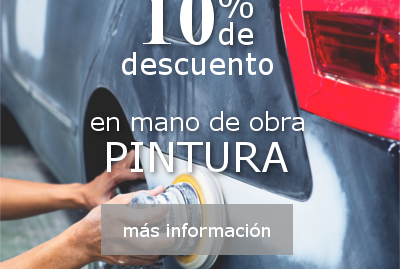 10%
de
descuento
en mano de obra
PINTURA
más información